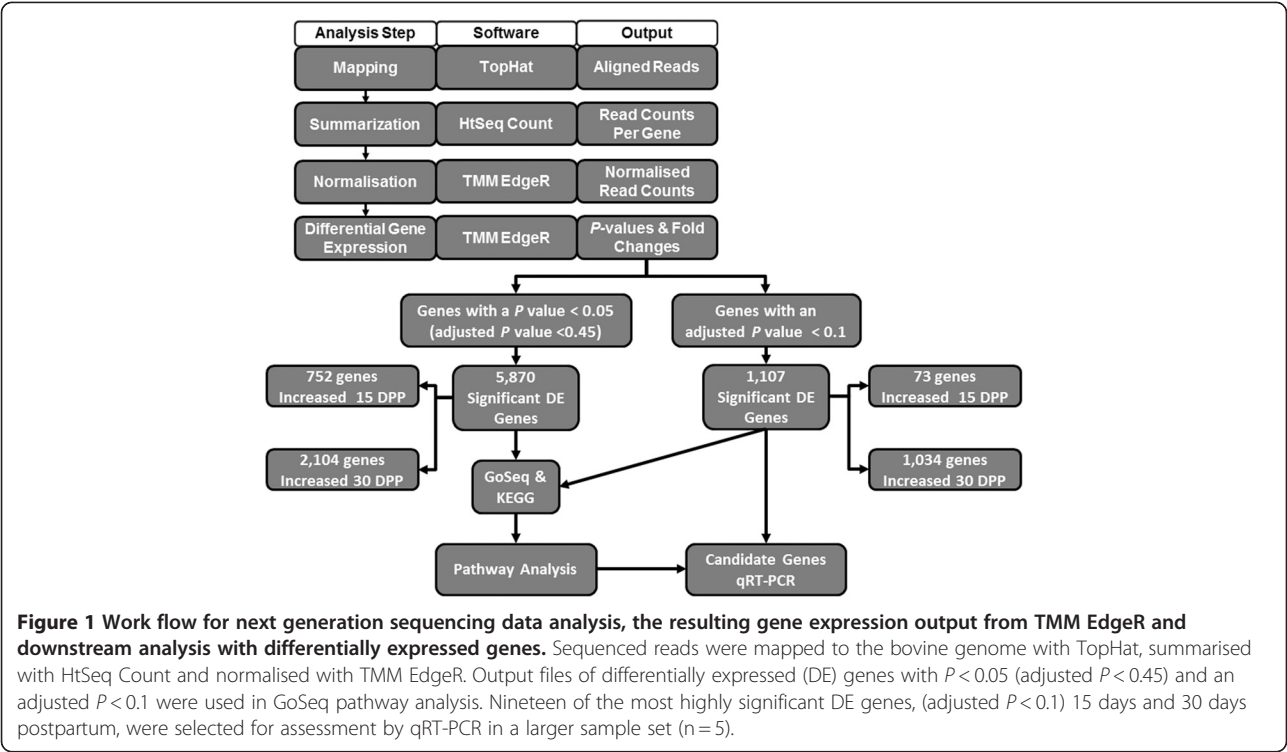 Analysis Step Software Output
Mapping TopHat Aligned Reads
Summarization HtSeq Count Read Counts
Per Gene
Normalisation TMM EdgeR Normalised
Read Counts
Differential Gene
Expression TMM EdgeR P-values & Fold
Changes
Genes with a P value < 0.05
(adjusted P value <0.45)
Genes with an
adjusted P value < 0.1
752 genes
Increased 15 DPP
5,870
Significant DE
Genes
1,107
Significant DE
Genes
73 genes
Increased 15 DPP
2,104 genes
Increased 30 DPP
GoSeq &
KEGG
1,034 genes
Increased 30 DPP
Pathway Analysis
Candidate Genes
qRT-PCR
Figure 1 Work flow for next generation sequencing data analysis, the resulting gene expression output from TMM EdgeR and
downstream analysis with differentially expressed genes. Sequenced reads were mapped to the bovine genome with TopHat, summarised
with HtSeq Count and normalised with TMM EdgeR. Output files of differentially expressed (DE) genes with P < 0.05 (adjusted P < 0.45) and an
adjusted P < 0.1 were used in GoSeq pathway analysis. Nineteen of the most highly significant DE genes, (adjusted P < 0.1) 15 days and 30 days
postpartum, were selected for assessment by qRT-PCR in a larger sample set (n = 5).